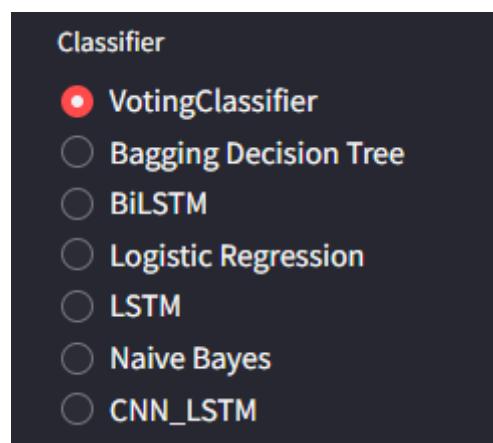 Classifier
VotingClassifier
Bagging Decision Tree
BiLSTM
Logistic Regression
LSTM
Naive Bayes
CNN_LSTM